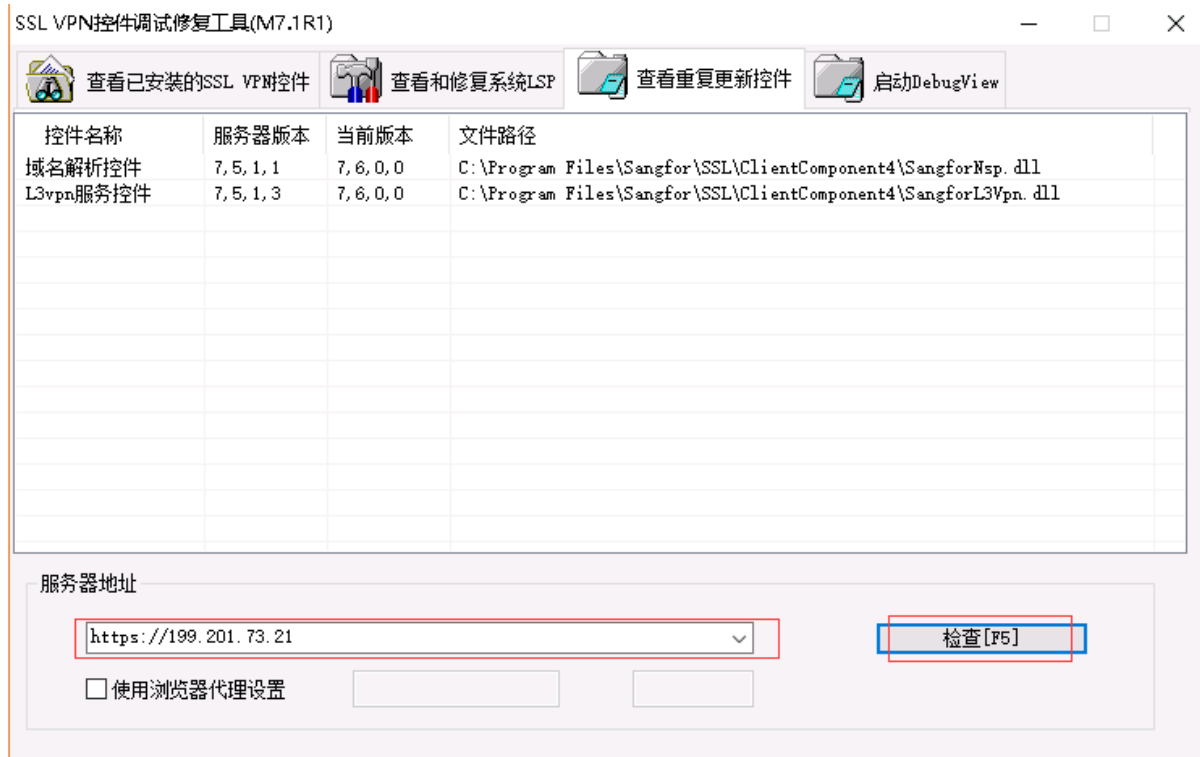 SSL VPN控件调试修复工具(M7.1R1)
查看已安装的SSL VPN控件 查看和修复系统LSP 查看重复更新控件 启动DebugView
控件名称 服务器版本 当前版本 文件路径
域名解析控件 7,5,1,1 7,6,0,0 C:\Program Files\Sangfor\SSL\ClientComponent4\SangforNsp.dll
L3vpn服务控件 7,5,1,3 7,6,0,0 C:\Program Files\Sangfor\SSL\ClientComponent4\SangforL3Vpn.dll
服务器地址
https://199.201.73.21 检查[F5]
使用浏览器代理设置